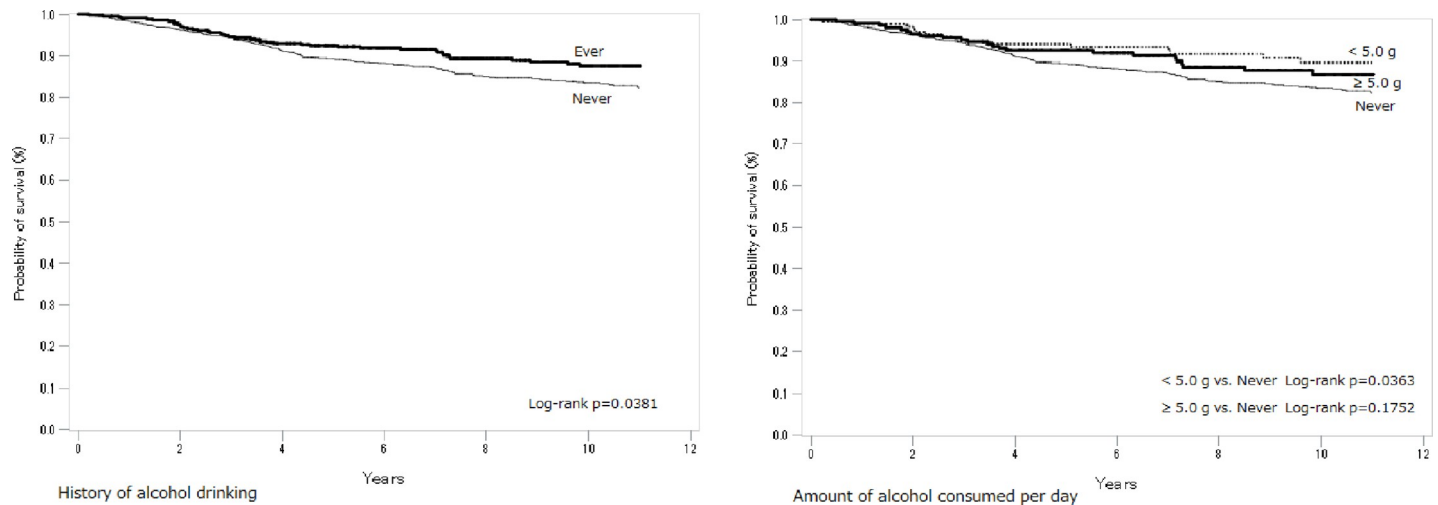 Probability of survival (%)
1.0
0.9
0.8
0.7
0.6
0.5
0.4
0.3
0.2
0.1
0.0
Ever
Never
Log-rank p=0.0381
0 2 4 6 8 10 12
Years
History of alcohol drinking
Probability of survival (%)
1.0
0.9
0.8
0.7
0.6
0.5
0.4
0.3
0.2
0.1
0.0
< 5.0 g
≥ 5.0 g
Never
< 5.0 g vs. Never Log-rank p=0.0363
≥ 5.0 g vs. Never Log-rank p=0.1752
0 2 4 6 8 10 12
Years
Amount of alcohol consumed per day